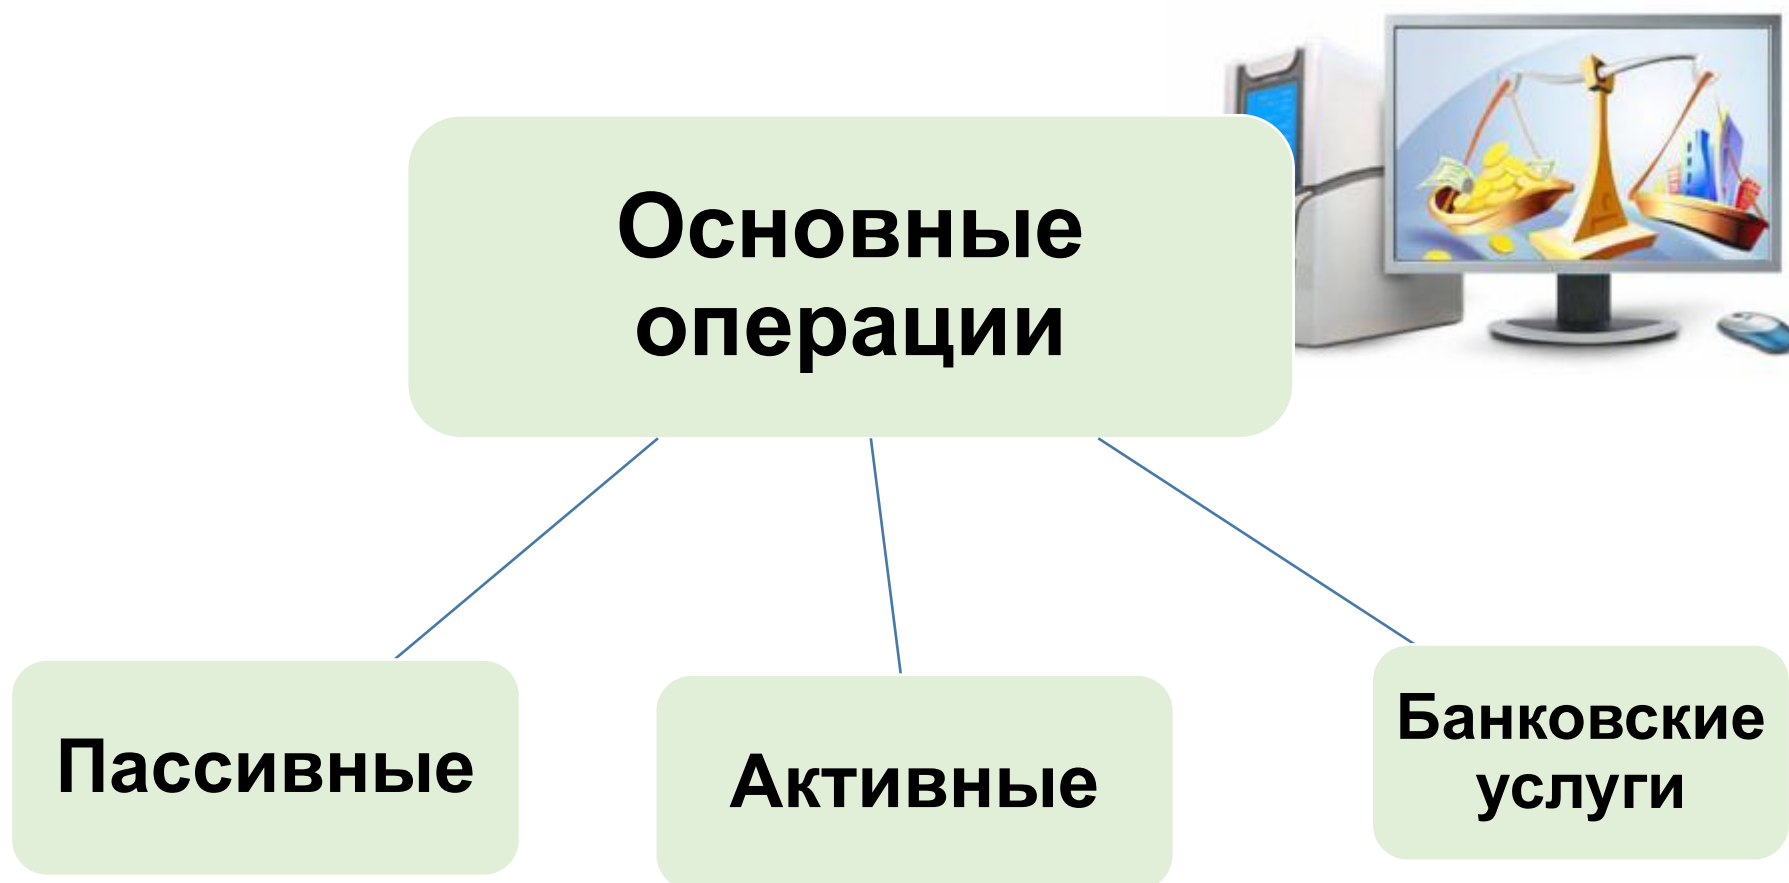 Основные
операции
Пассивные
Активные
Банковские
услуги